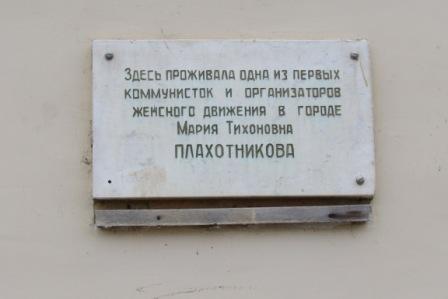 Здесь проживала одна из первых
коммунисток и организаторов
женского движения в городе
Мария Тихоновна
ПЛАХОТНИКОВА